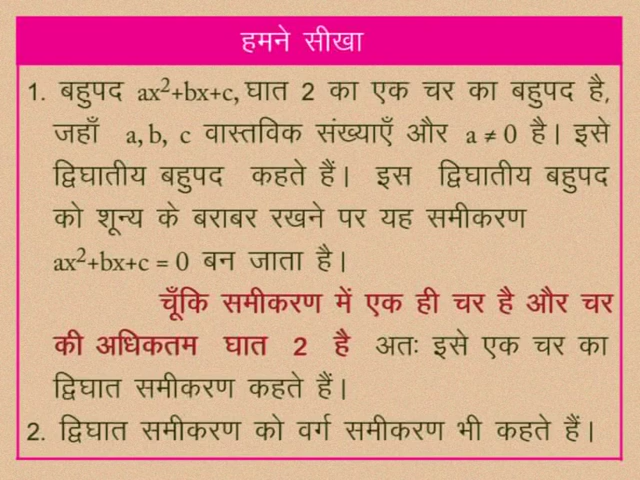 हमने सीखा
1. बहुपद ax²+bx+c, घात 2 का एक चर का बहुपद है,
जहाँ a, b, c वास्तविक संख्याएँ और a ≠ 0 है। इसे
द्विघातीय बहुपद कहते हैं। इस द्विघातीय बहुपद
को शून्य के बराबर रखने पर यह समीकरण
ax²+bx+c = 0 बन जाता है।
चूँकि समीकरण में एक ही चर है और चर
की अधिकतम घात 2 है अतः इसे एक चर का
द्विघात समीकरण कहते हैं।
2. द्विघात समीकरण को वर्ग समीकरण भी कहते हैं।